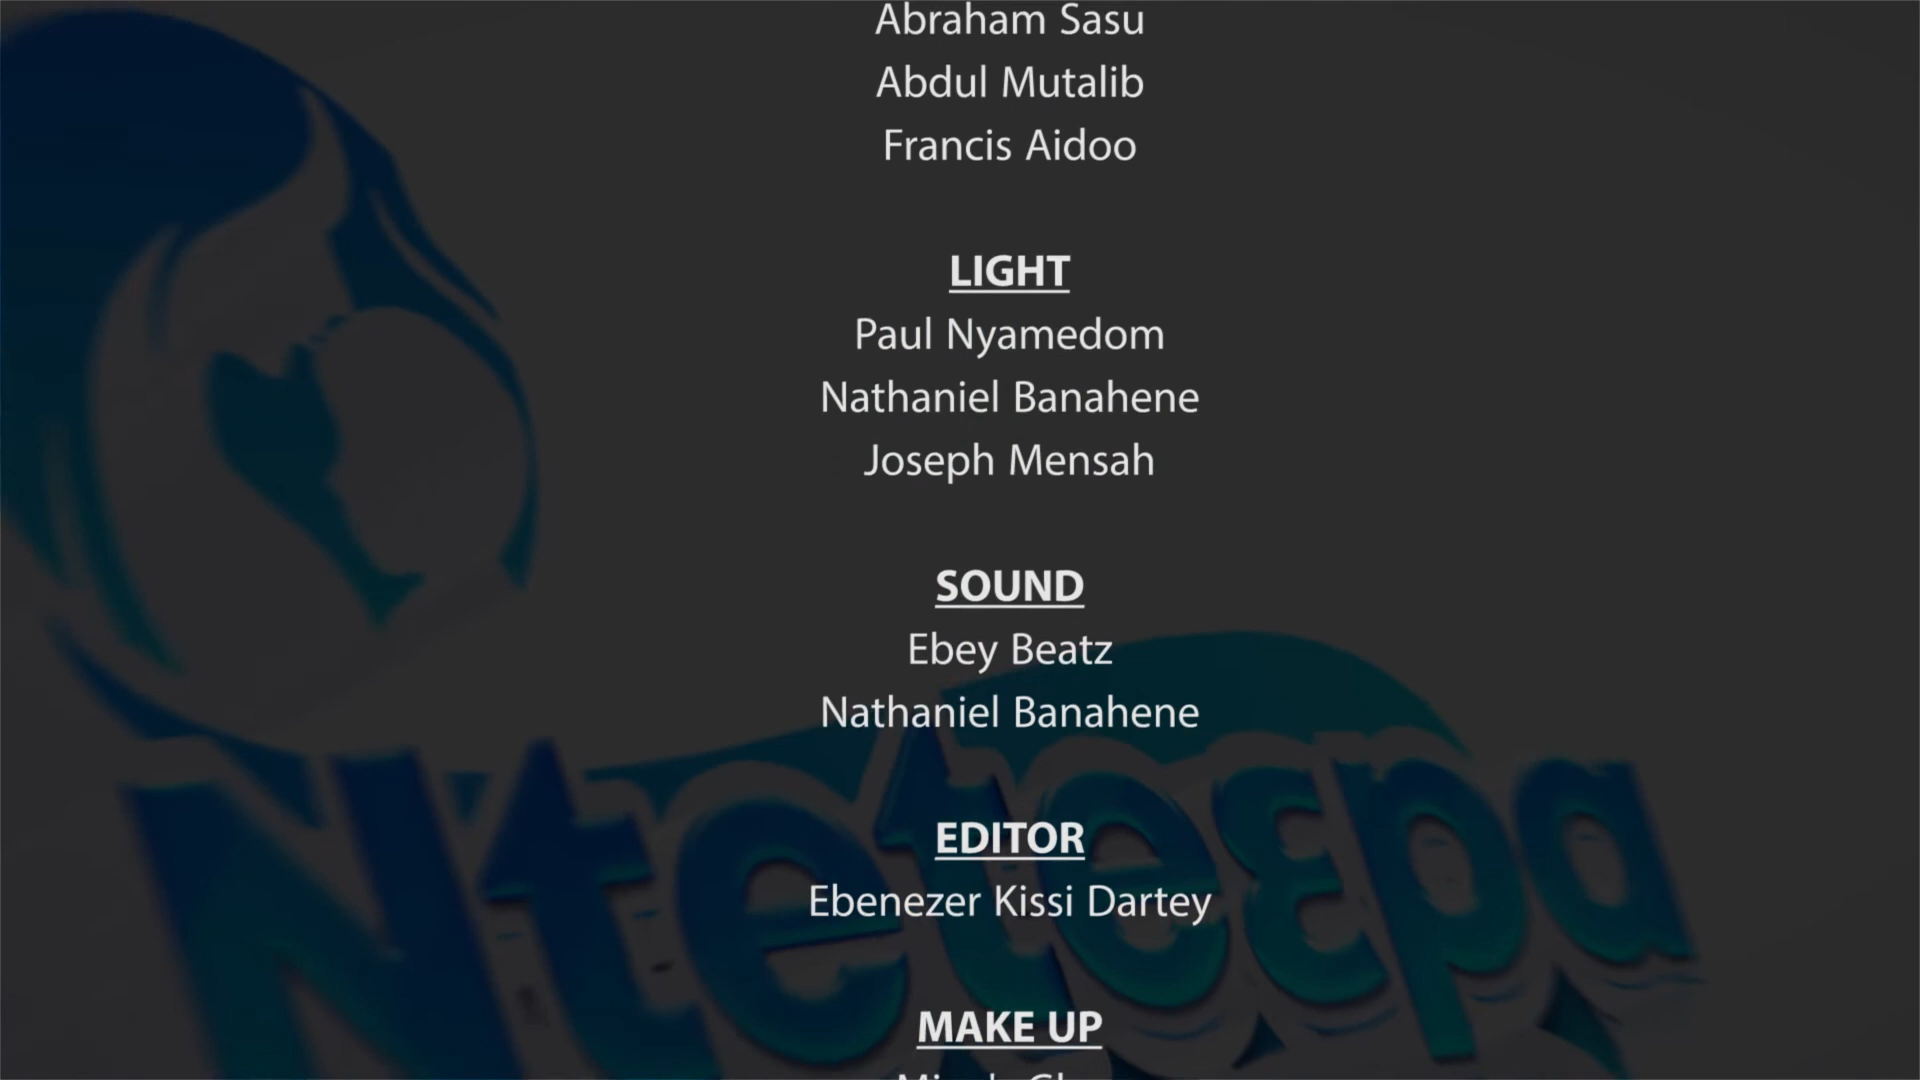 Abraham Sasu
Abdul Mutalib
Francis Aidoo
LIGHT
Paul Nyamedom
Nathaniel Banahene
Joseph Mensah
SOUND
Ebey Beatz
Nathaniel Banahene
EDITOR
Ebenezer Kissi Dartey
MAKE UP
Nteteɛpa